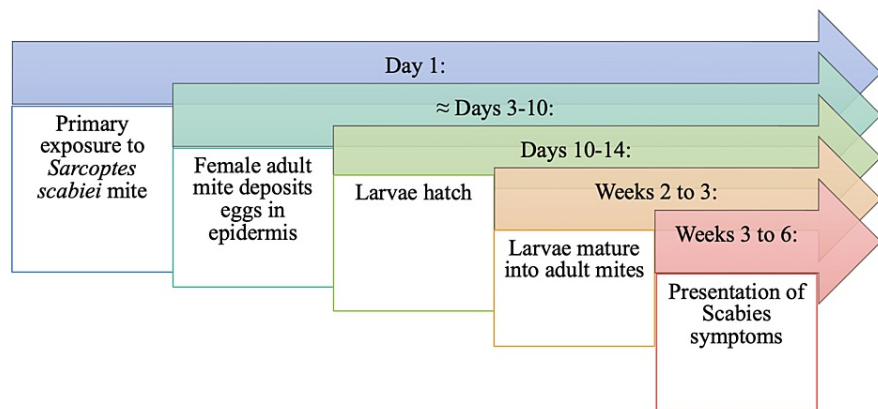 Day 1:
Primary
exposure to
Sarcoptes
scabiei mite
≈ Days 3-10:
Female adult
mite deposits
eggs in
epidermis
Days 10-14:
Larvae hatch
Weeks 2 to 3:
Larvae mature
into adult mites
Weeks 3 to 6:
Presentation of
Scabies
symptoms